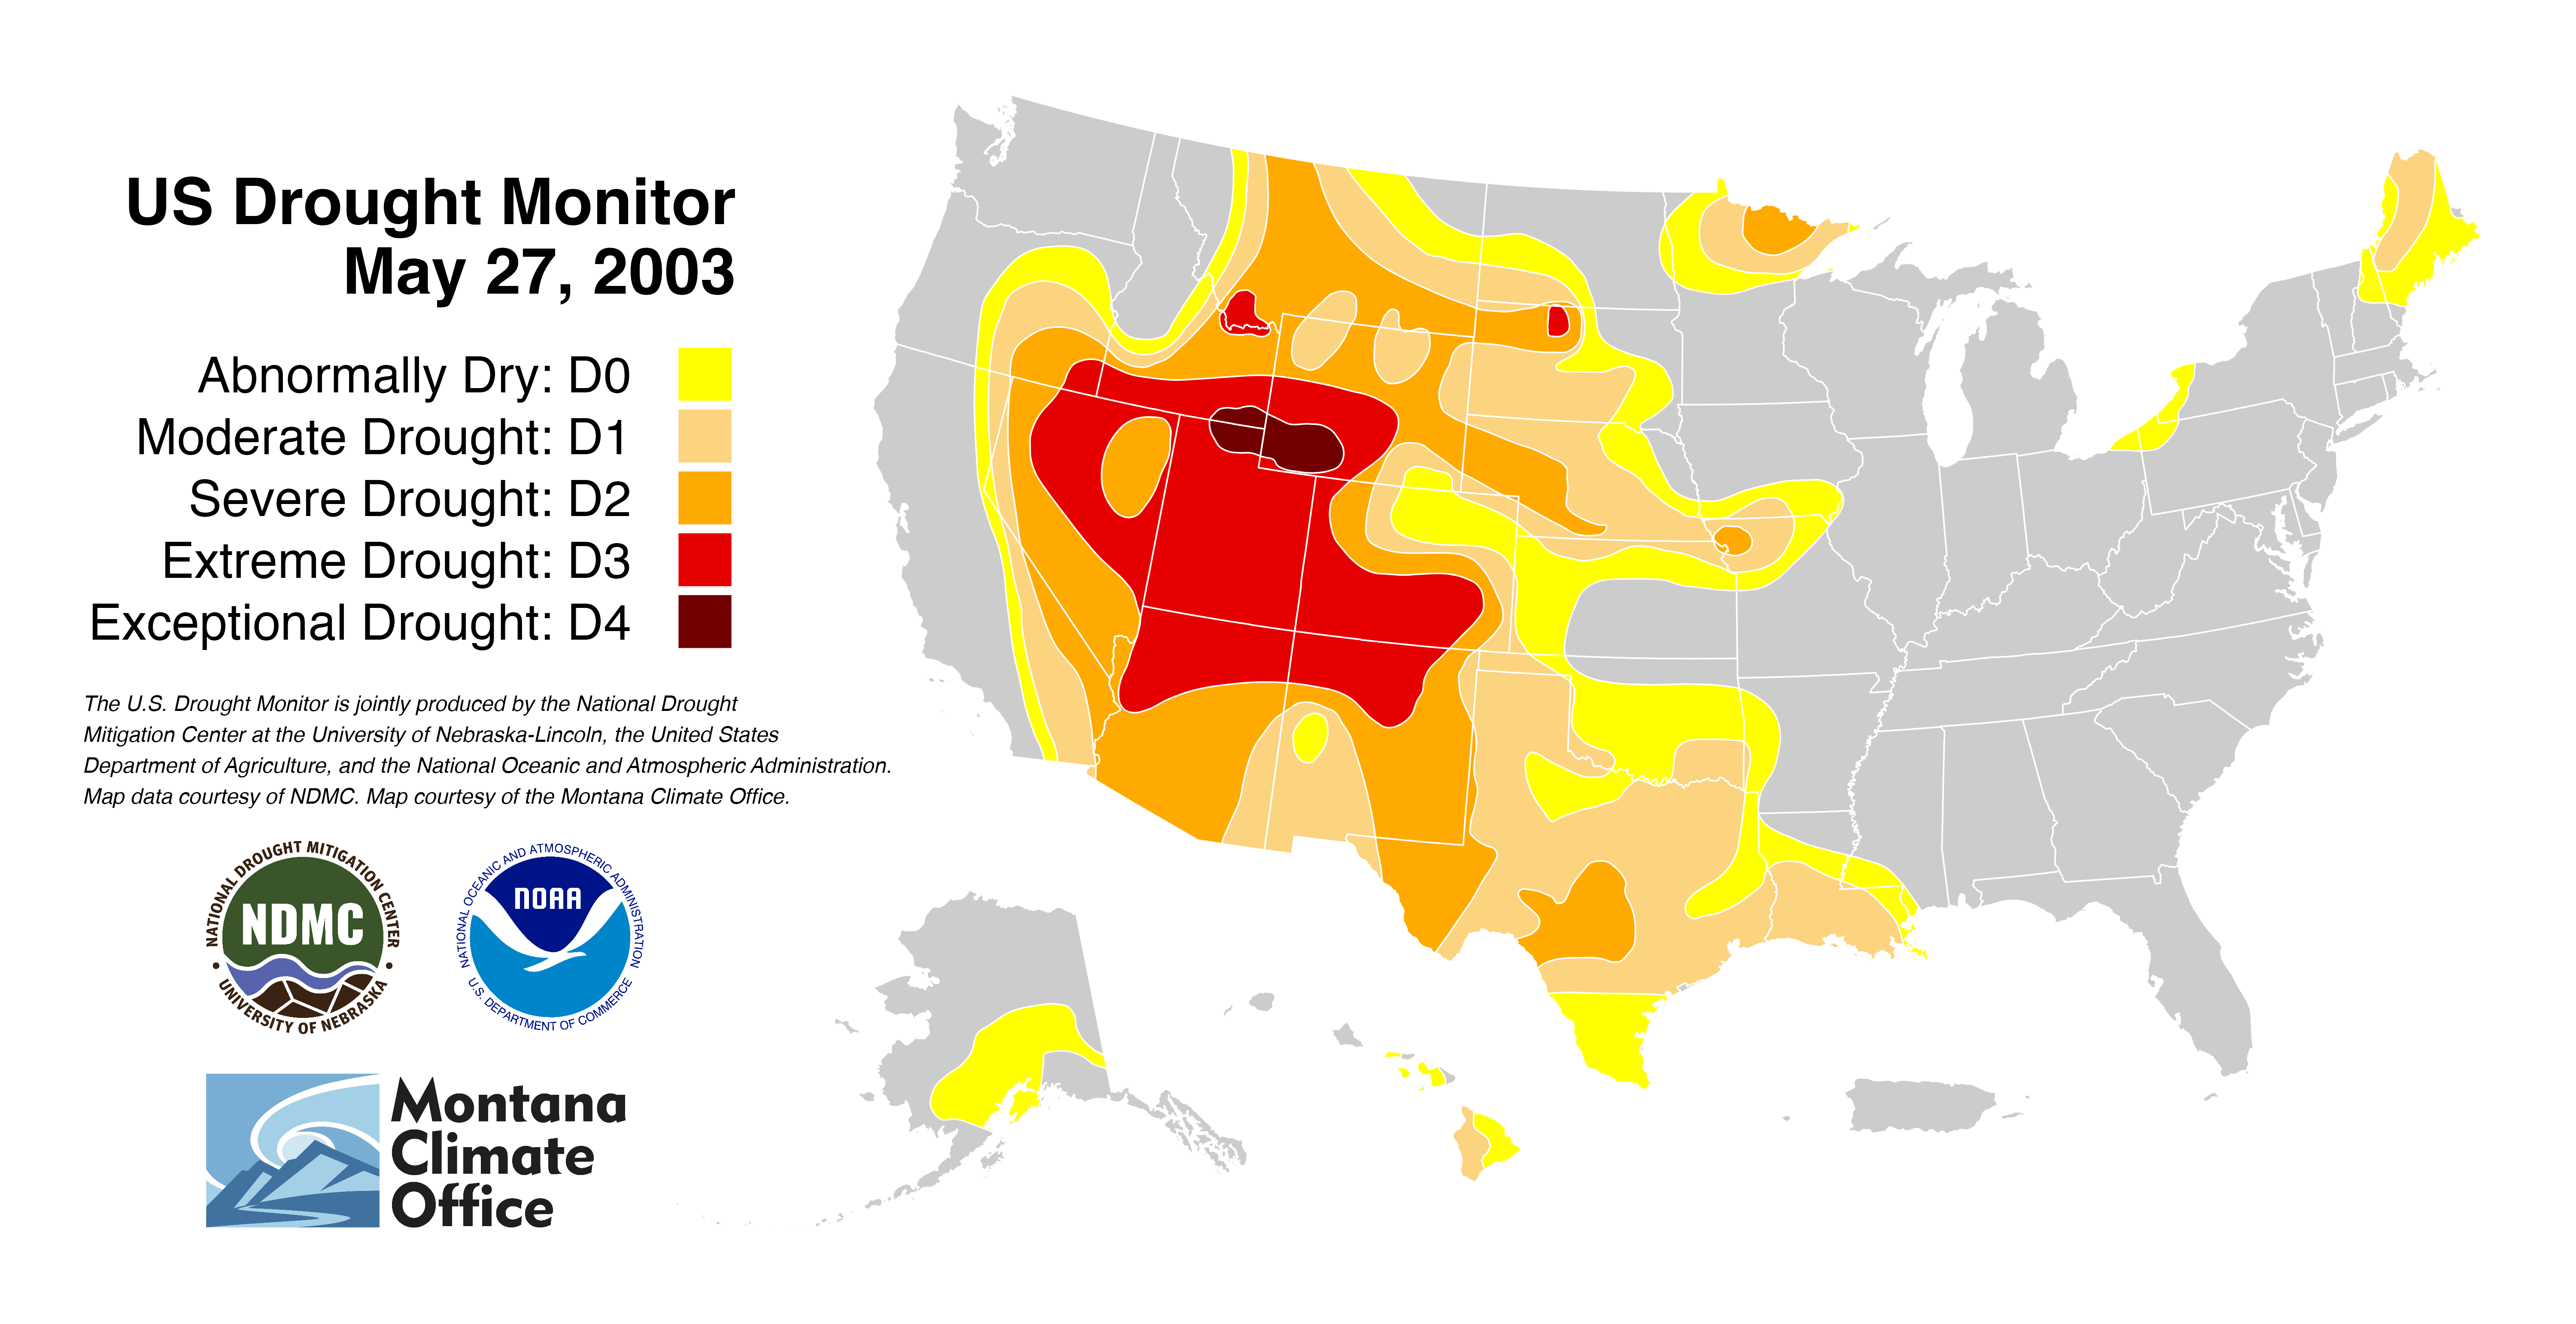 US Drought Monitor
May 27, 2003
Abnormally Dry: D0
Moderate Drought: D1
Severe Drought: D2
Extreme Drought: D3
Exceptional Drought: D4
The U.S. Drought Monitor is jointly produced by the National Drought
Mitigation Center at the University of Nebraska-Lincoln, the United States
Department of Agriculture, and the National Oceanic and Atmospheric Administration.
Map data courtesy of NDMC. Map courtesy of the Montana Climate Office.
NATIONAL DROUGHT MITIGATION CENTER
NDMC
UNIVERSITY OF NEBRASKA
NATIONAL OCEANIC AND ATMOSPHERIC ADMINISTRATION
NOAA
U.S. DEPARTMENT OF COMMERCE
Montana
Climate
Office